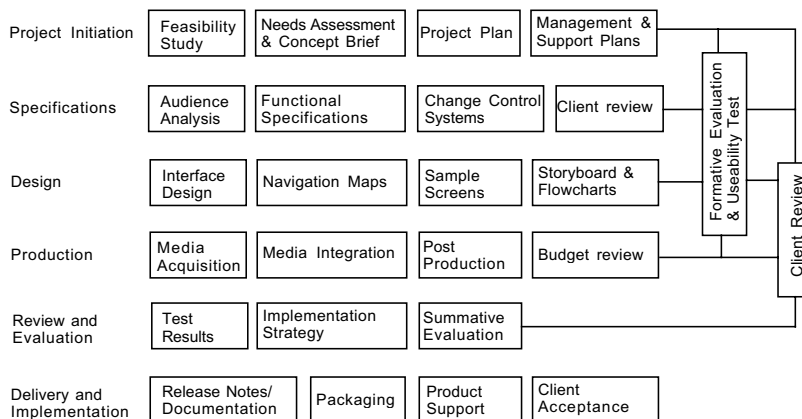 Project Initiation
Feasibility
Study
Needs Assessment
& Concept Brief
Project Plan
Management &
Support Plans
Specifications
Audience
Analysis
Functional
Specifications
Change Control
Systems
Client review
Design
Interface
Design
Navigation Maps
Sample
Screens
Storyboard &
Flowcharts
Production
Media
Acquisition
Media Integration
Post
Production
Budget review
Review and
Evaluation
Test
Results
Implementation
Strategy
Summative
Evaluation
Delivery and
Implementation
Release Notes/
Documentation
Packaging
Product
Support
Client
Acceptance
Formative Evaluation
& Useability Test
Client Review